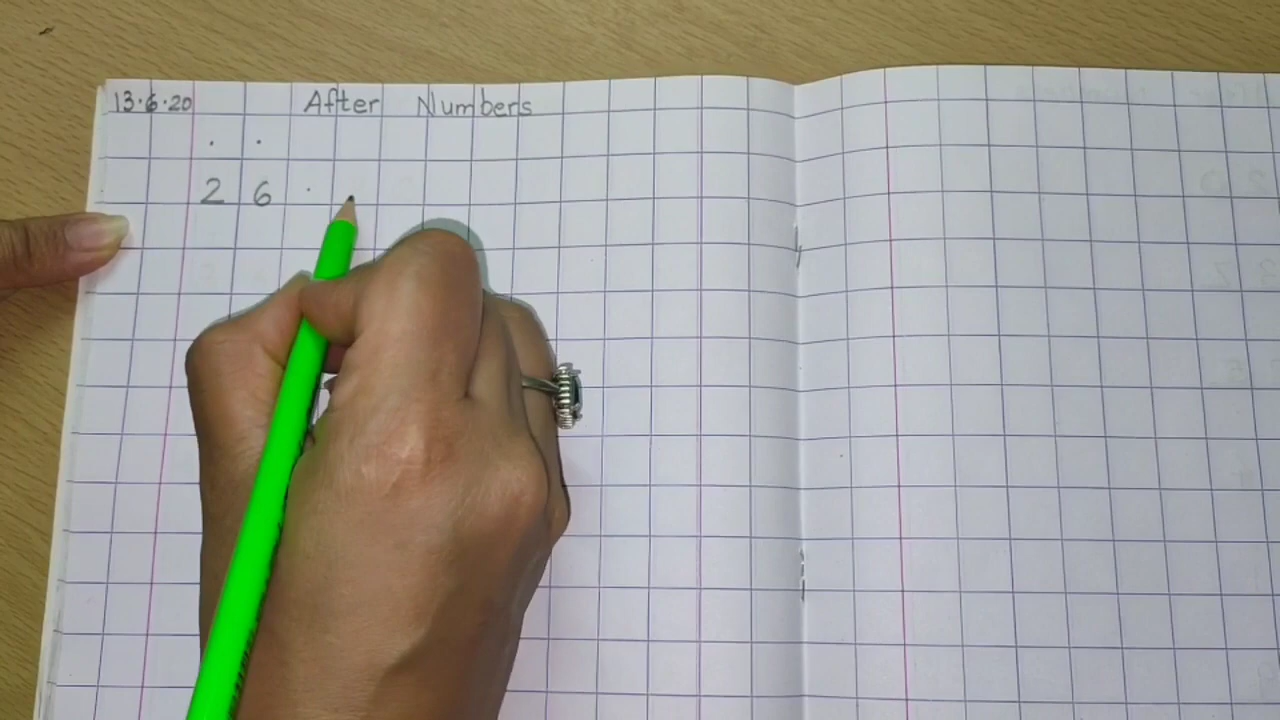 13.6.20 After Numbers
. .
2 6 . .